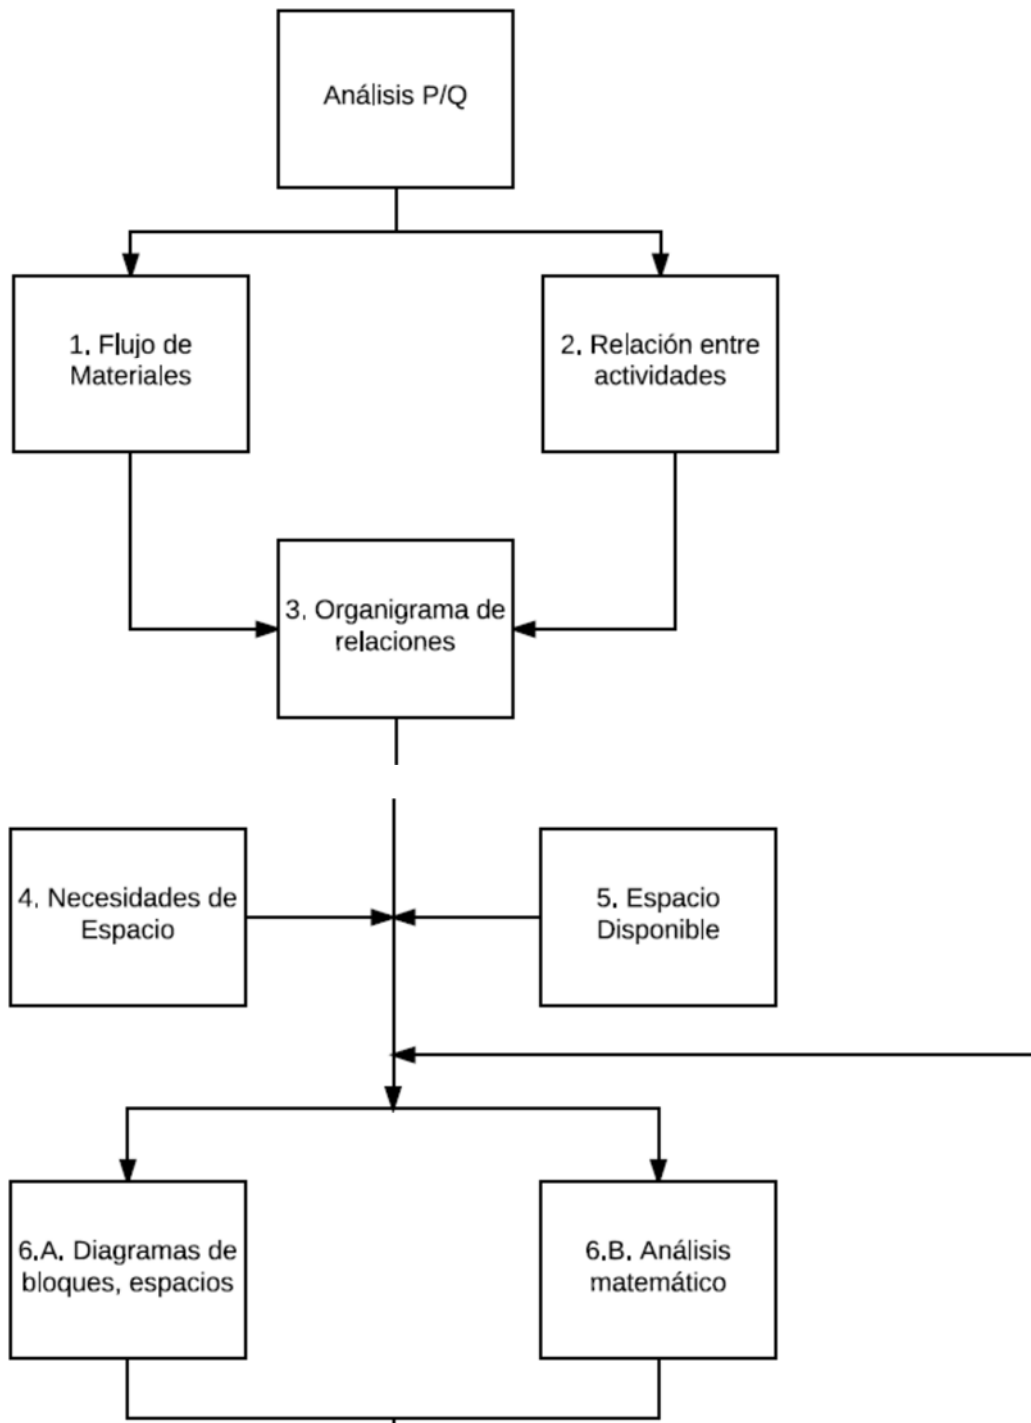 Análisis P/Q
1. Flujo de
Materiales
2. Relación entre
actividades
3. Organigrama de
relaciones
4. Necesidades de
Espacio
5. Espacio
Disponible
6.A. Diagramas de
bloques, espacios
6.B. Análisis
matemático